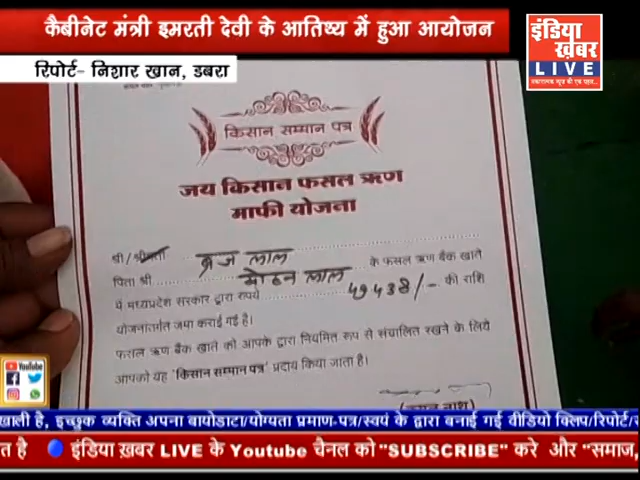 कैबीनेट मंत्री इमरती देवी के आतिथ्य में हुआ आयोजन
इंडिया
ख़बर
LIVE
रिपोर्ट- निशार खान, डबरा
किसान सम्मान पत्र
जय किसान फसल ऋण
माफी योजना
श्री/श्रीमती बृज लाल के फसल ऋण बैंक खाते
पिता श्री मोहन लाल
में मध्यप्रदेश सरकार द्वारा रूपये 49438/- की राशि
योजनांतर्गत जमा कराई गई है।
फसल ऋण बैंक खाते को आपके द्वारा नियमित रूप से संचालित रखने के लिये
आपको यह 'किसान सम्मान पत्र' प्रदाय किया जाता है।
YouTube
खाली है, इच्छुक व्यक्ति अपना बायोडाटा/योग्यता प्रमाण-पत्र/स्वयं के द्वारा बनाई गई वीडियो क्लिप/रिपोर्ट/
त है इंडिया ख़बर LIVE के Youtube चैनल को "SUBSCRIBE" करे और "समाज,